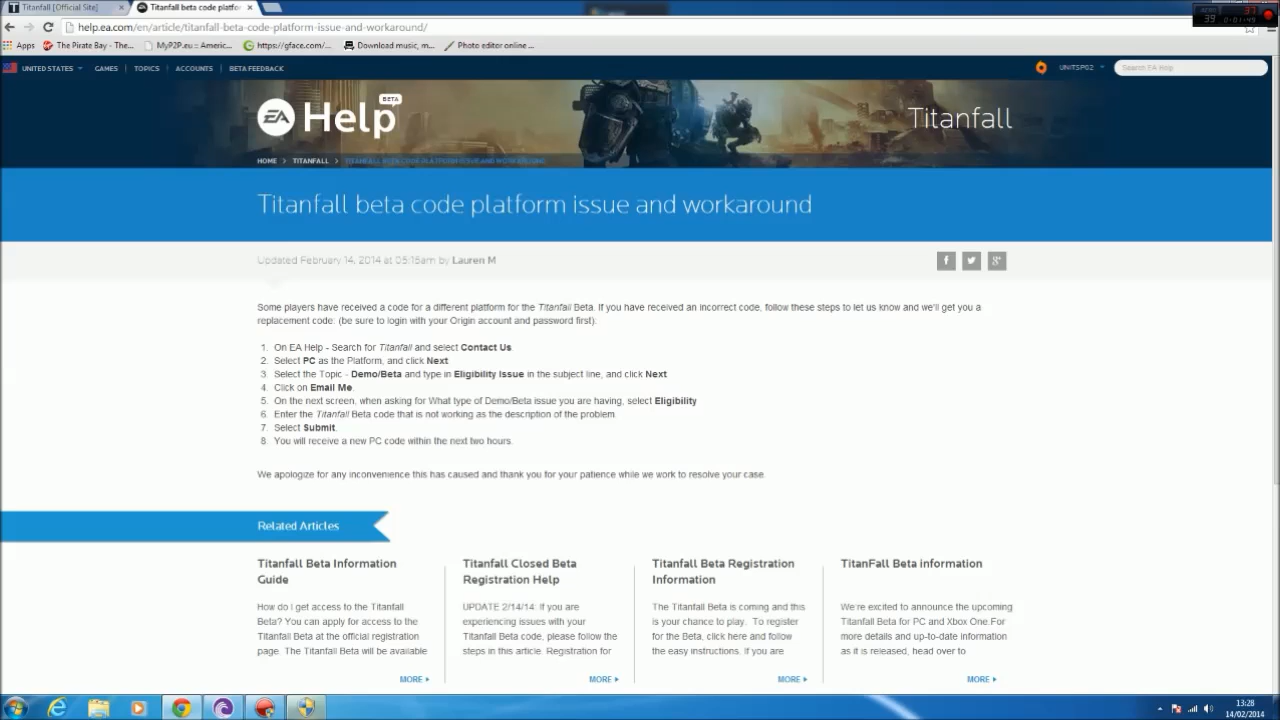 Titanfall [Official Site]
Titanfall beta code platfor
help.ea.com/en/article/titanfall-beta-code-platform-issue-and-workaround/
Apps
The Pirate Bay - The...
MyP2P.eu :: Americ...
https://gface.com/...
Download music, m...
Photo editor online ...
39
37
UNITED STATES
GAMES
TOPICS
ACCOUNTS
BETA FEEDBACK
UNITSPG2
Search EA Help
EA Help
BETA
Titanfall
HOME > TITANFALL > TITANFALL BETA CODE PLATFORM ISSUE AND WORKAROUND
Titanfall beta code platform issue and workaround
Updated February 14, 2014 at 05:15am by Lauren M
Some players have received a code for a different platform for the Titanfall Beta. If you have received an incorrect code, follow these steps to let us know and we'll get you a
replacement code: (be sure to login with your Origin account and password first):
1. On EA Help - Search for Titanfall and select Contact Us.
2. Select PC as the Platform, and click Next
3. Select the Topic - Demo/Beta and type in Eligibility Issue in the subject line, and click Next
4. Click on Email Me.
5. On the next screen, when asking for What type of Demo/Beta issue you are having, select Eligibility
6. Enter the Titanfall Beta code that is not working as the description of the problem.
7. Select Submit.
8. You will receive a new PC code within the next two hours.
We apologize for any inconvenience this has caused and thank you for your patience while we work to resolve your case.
Related Articles
Titanfall Beta Information
Guide
How do I get access to the Titanfall
Beta? You can apply for access to the
Titanfall Beta at the official registration
page. The Titanfall Beta will be available
MORE
Titanfall Closed Beta
Registration Help
UPDATE 2/14/14: If you are
experiencing issues with your
Titanfall Beta code, please follow the
steps in this article. Registration for
MORE
Titanfall Beta Registration
Information
The Titanfall Beta is coming and this
is your chance to play. To register
for the Beta, click here and follow
the easy instructions. If you are
MORE
TitanFall Beta information
We're excited to announce the upcoming
Titanfall Beta for PC and Xbox One.For
more details and up-to-date information
as it is released, head over to
MORE
13:28
14/02/2014